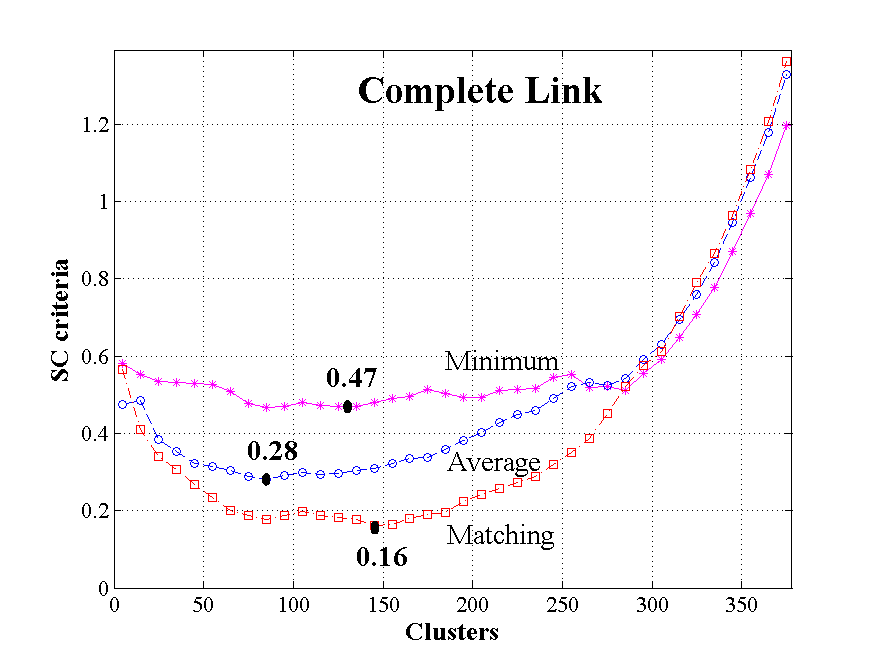 Complete Link
1.2
1
0.8
0.6
0.4
0.2
0
SC criteria
Minimum
0.47
0.28
Average
Matching
0.16
0 50 100 150 200 250 300 350
Clusters